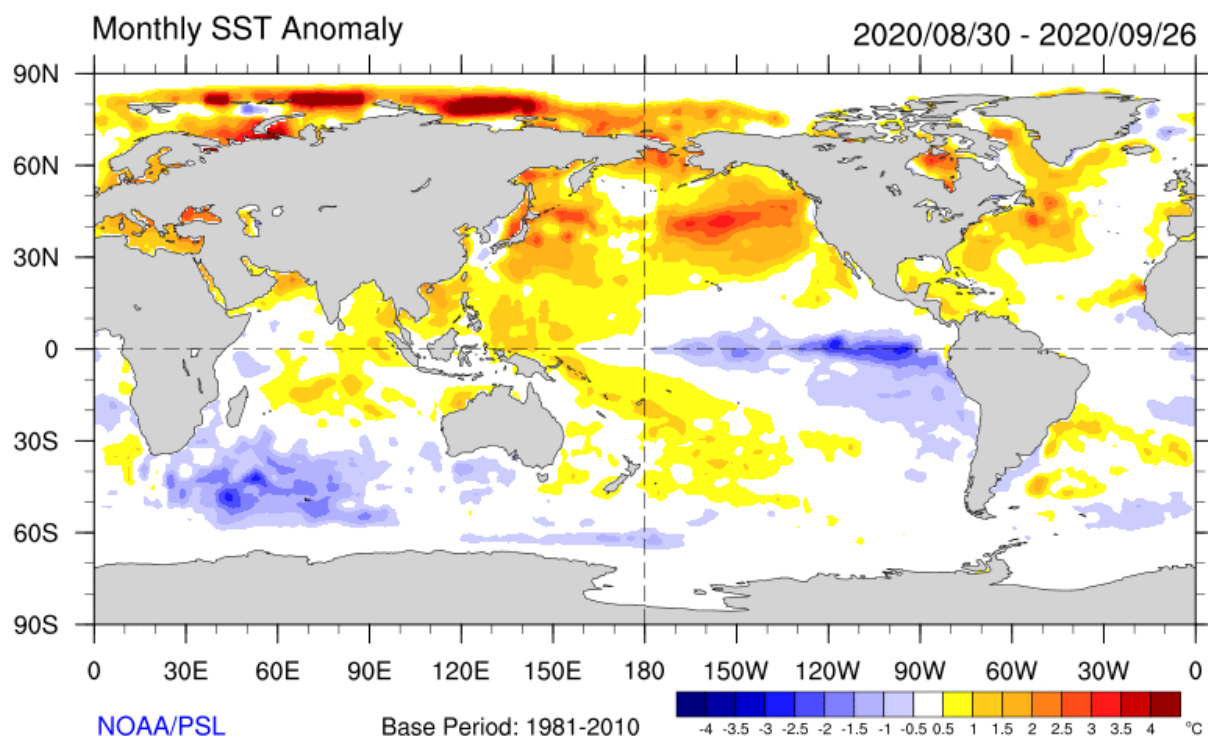 Monthly SST Anomaly 2020/08/30 - 2020/09/26
90N
60N
30N
0
30S
60S
90S
0 30E 60E 90E 120E 150E 180 150W 120W 90W 60W 30W 0
-4 -3.5 -3 -2.5 -2 -1.5 -1 -0.5 0.5 1 1.5 2 2.5 3 3.5 4 °C
NOAA/PSL Base Period: 1981-2010